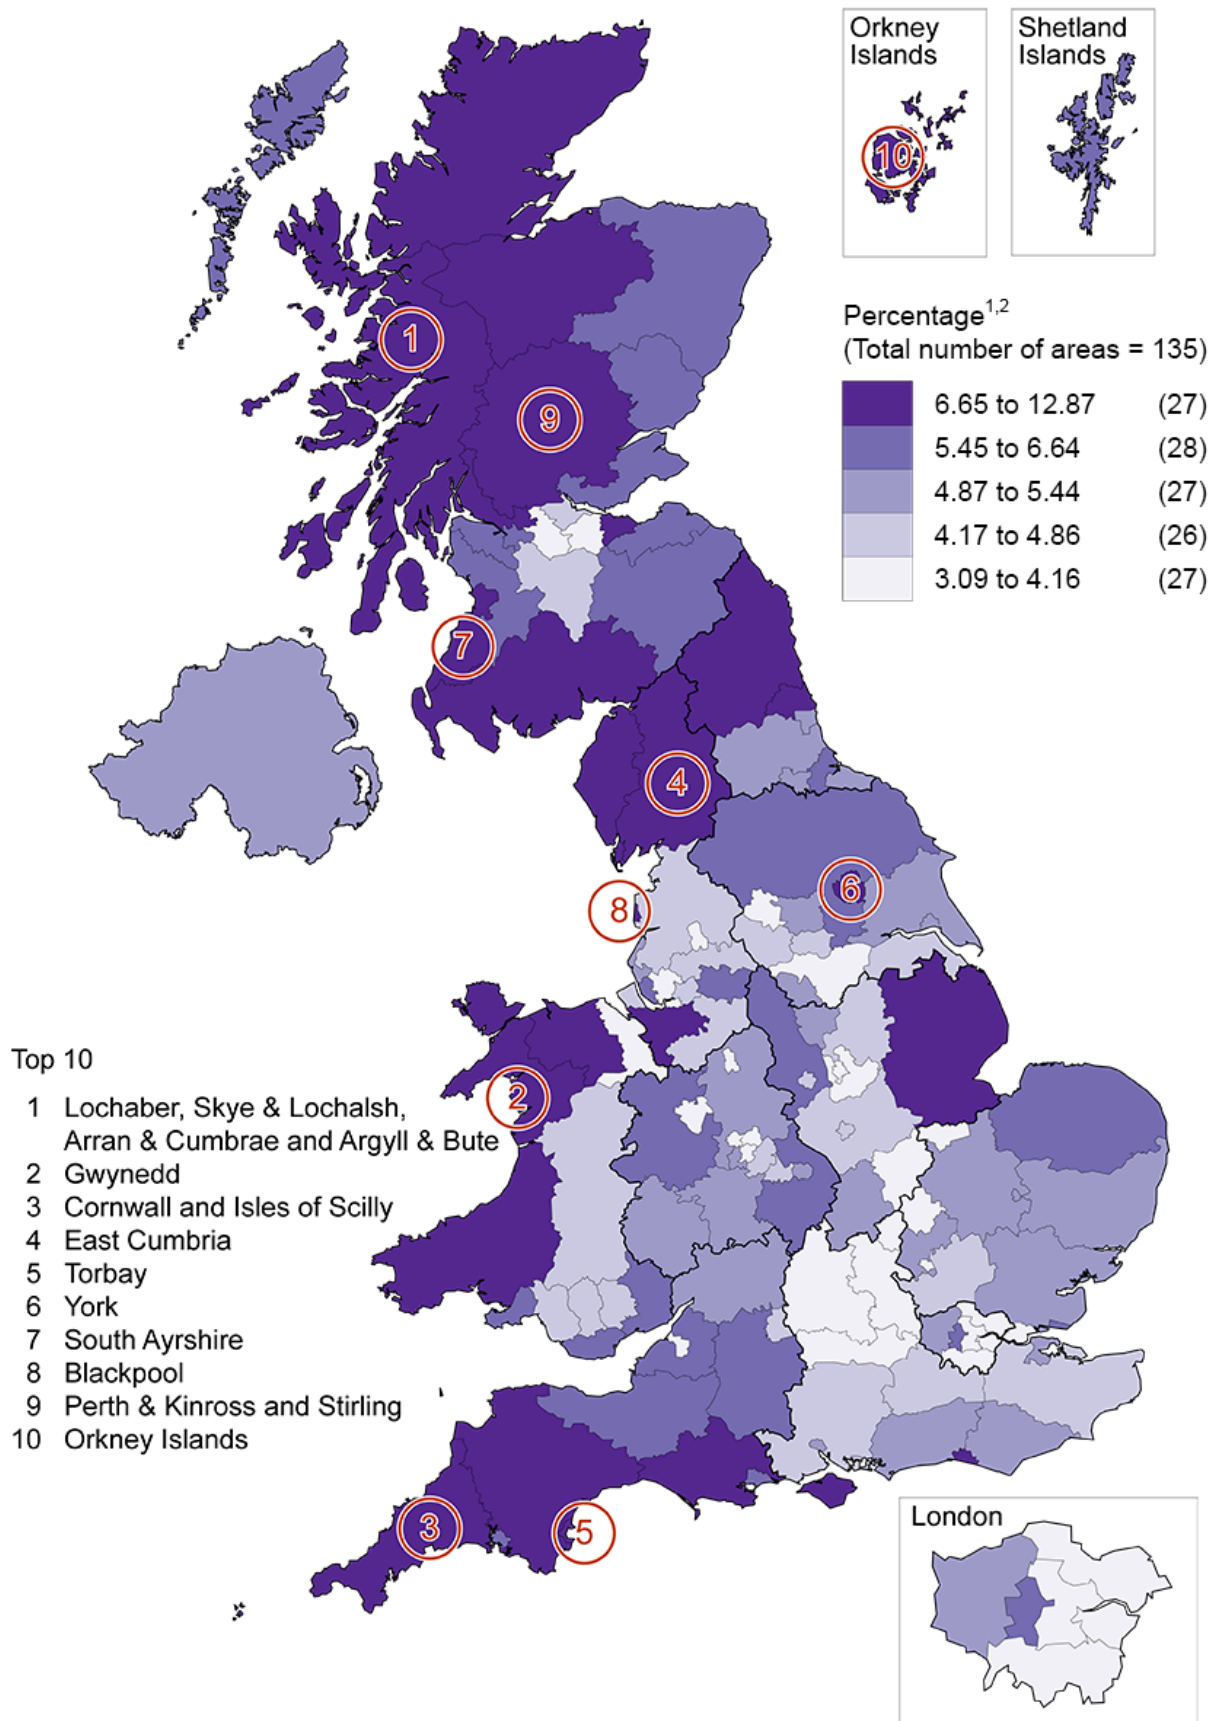 Orkney
Islands
Shetland
Islands
10
Percentage1,2
(Total number of areas = 135)
6.65 to 12.87 (27)
5.45 to 6.64 (28)
4.87 to 5.44 (27)
4.17 to 4.86 (26)
3.09 to 4.16 (27)
1
9
7
4
6
8
2
3
5
Top 10
1 Lochaber, Skye & Lochalsh,
Arran & Cumbrae and Argyll & Bute
2 Gwynedd
3 Cornwall and Isles of Scilly
4 East Cumbria
5 Torbay
6 York
7 South Ayrshire
8 Blackpool
9 Perth & Kinross and Stirling
10 Orkney Islands
London